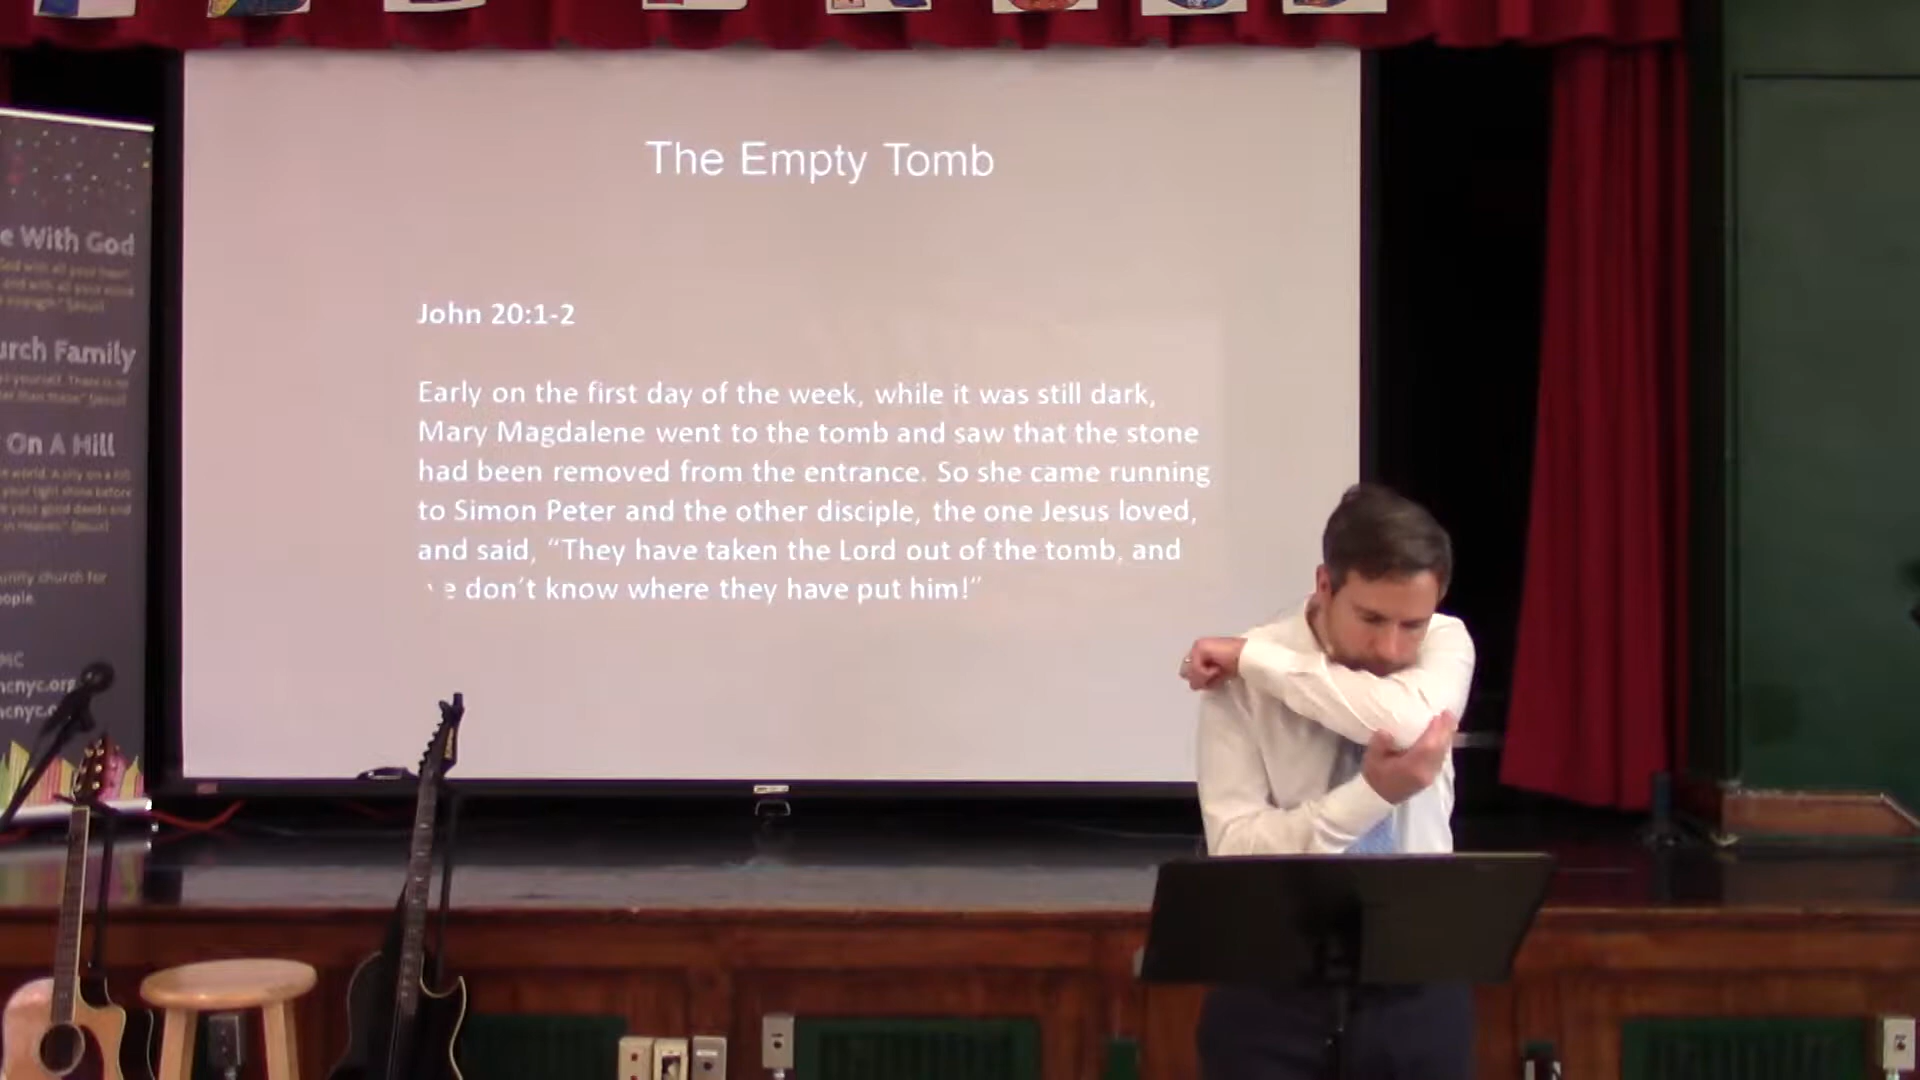 The Empty Tomb
John 20:1-2
Early on the first day of the week, while it was still dark,
Mary Magdalene went to the tomb and saw that the stone
had been removed from the entrance. So she came running
to Simon Peter and the other disciple, the one Jesus loved,
and said, “They have taken the Lord out of the tomb, and
e don’t know where they have put him!”
e With God
urch Family
On A Hill